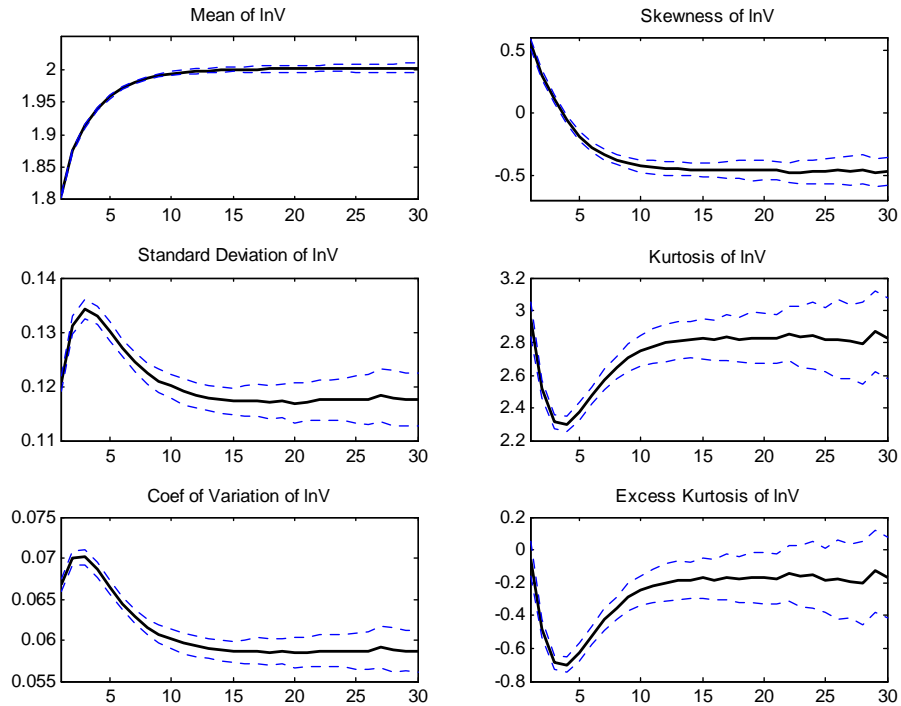 Mean of lnV
2
1.95
1.9
1.85
1.8
5 10 15 20 25 30
Skewness of lnV
0.5
0
-0.5
5 10 15 20 25 30
Standard Deviation of lnV
0.14
0.13
0.12
0.11
5 10 15 20 25 30
Kurtosis of lnV
3.2
3
2.8
2.6
2.4
2.2
5 10 15 20 25 30
Coef of Variation of lnV
0.075
0.07
0.065
0.06
0.055
5 10 15 20 25 30
Excess Kurtosis of lnV
0.2
0
-0.2
-0.4
-0.6
-0.8
5 10 15 20 25 30